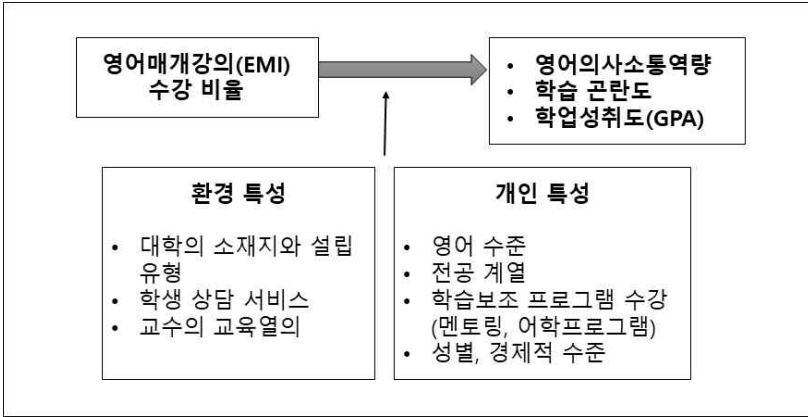 영어매개강의(EMI)
수강 비율
• 영어의사소통역량
• 학습 곤란도
• 학업성취도(GPA)
환경 특성
• 대학의 소재지와 설립
유형
• 학생 상담 서비스
• 교수의 교육열의
개인 특성
• 영어 수준
• 전공 계열
• 학습보조 프로그램 수강
(멘토링, 어학프로그램)
• 성별, 경제적 수준